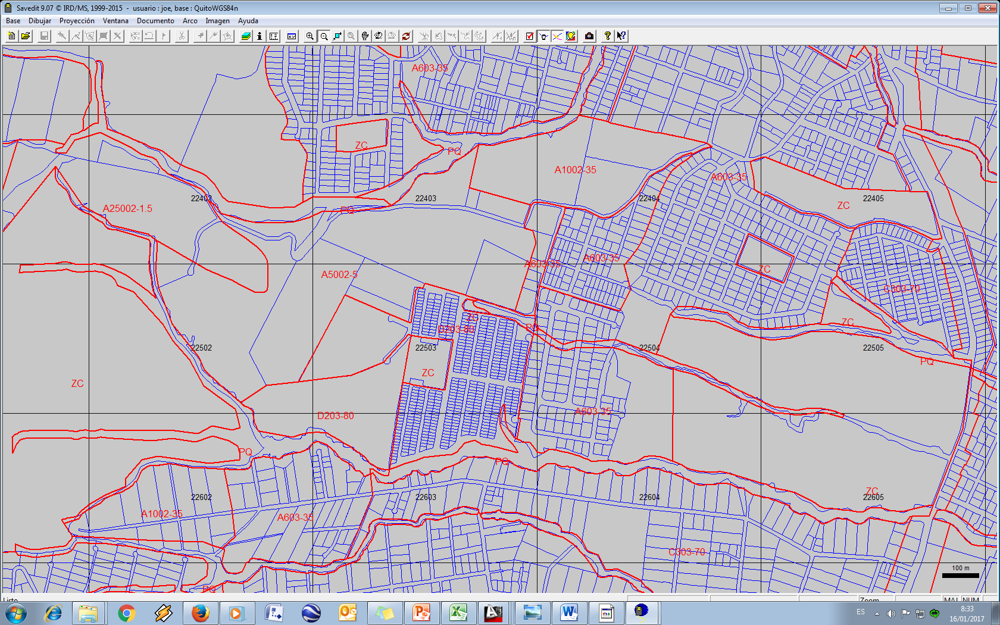 Savedit 9.07 © IRD/MS, 1999-2015 - usuario : joe, base : QuitoWGS84n
Base Dibujar Proyección Ventana Documento Arco Imagen Ayuda
A603-35
ZC
PQ
A1002-35
A603-35
22402
22403
22404
22405
A25002-1.5
PQ
ZC
A603-35
A603-35
ZC
A5002-5
C303-70
ZC
D203-80
PQ
ZC
22502
22503
22504
22505
PQ
ZC
ZC
D203-80
A603-35
PQ
PQ
22602
22603
22604
ZC
22605
A1002-35
A603-35
C303-70
100 m
PQ
Listo
Zoom
MAJ NUM
ES
8:33
16/01/2017